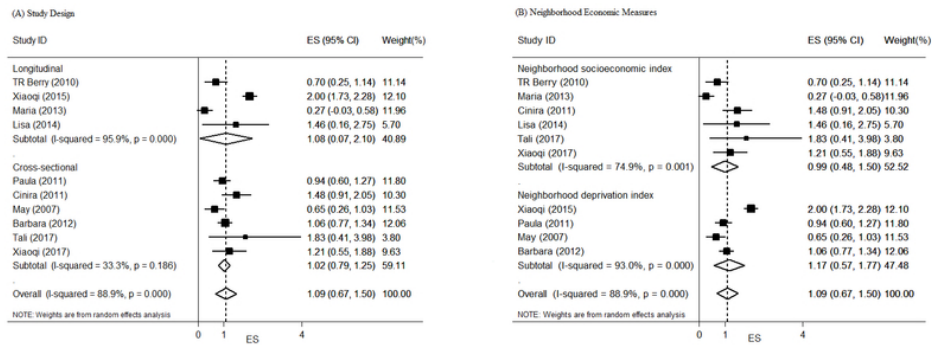 (A) Study Design
Study ID ES (95% CI) Weight(%)
Longitudinal
TR Berry (2010) 0.70 (0.25, 1.14) 11.14
Xiaoqi (2015) 2.00 (1.73, 2.28) 12.10
Maria (2013) 0.27 (-0.03, 0.58) 11.96
Lisa (2014) 1.46 (0.16, 2.75) 5.70
Subtotal (I-squared = 95.9%, p = 0.000) 1.08 (0.07, 2.10) 40.89
.
Cross-sectional
Paula (2011) 0.94 (0.60, 1.27) 11.80
Cinira (2011) 1.48 (0.91, 2.05) 10.30
May (2007) 0.65 (0.26, 1.03) 11.53
Barbara (2012) 1.06 (0.77, 1.34) 12.06
Tali (2017) 1.83 (0.41, 3.98) 3.80
Xiaoqi (2017) 1.21 (0.55, 1.88) 9.63
Subtotal (I-squared = 33.3%, p = 0.186) 1.02 (0.79, 1.25) 59.11
.
Overall (I-squared = 88.9%, p = 0.000) 1.09 (0.67, 1.50) 100.00
NOTE: Weights are from random effects analysis
0 1 4
ES
(B) Neighborhood Economic Measures
Study ID ES (95% CI) Weight(%)
Neighborhood socioeconomic index
TR Berry (2010) 0.70 (0.25, 1.14) 11.14
Maria (2013) 0.27 (-0.03, 0.58) 11.96
Cinira (2011) 1.48 (0.91, 2.05) 10.30
Lisa (2014) 1.46 (0.16, 2.75) 5.70
Tali (2017) 1.83 (0.41, 3.98) 3.80
Xiaoqi (2017) 1.21 (0.55, 1.88) 9.63
Subtotal (I-squared = 74.9%, p = 0.001) 0.99 (0.48, 1.50) 52.52
.
Neighborhood deprivation index
Xiaoqi (2015) 2.00 (1.73, 2.28) 12.10
Paula (2011) 0.94 (0.60, 1.27) 11.80
May (2007) 0.65 (0.26, 1.03) 11.53
Barbara (2012) 1.06 (0.77, 1.34) 12.06
Subtotal (I-squared = 93.0%, p = 0.000) 1.17 (0.57, 1.77) 47.48
.
Overall (I-squared = 88.9%, p = 0.000) 1.09 (0.67, 1.50) 100.00
NOTE: Weights are from random effects analysis
0 1 4
ES